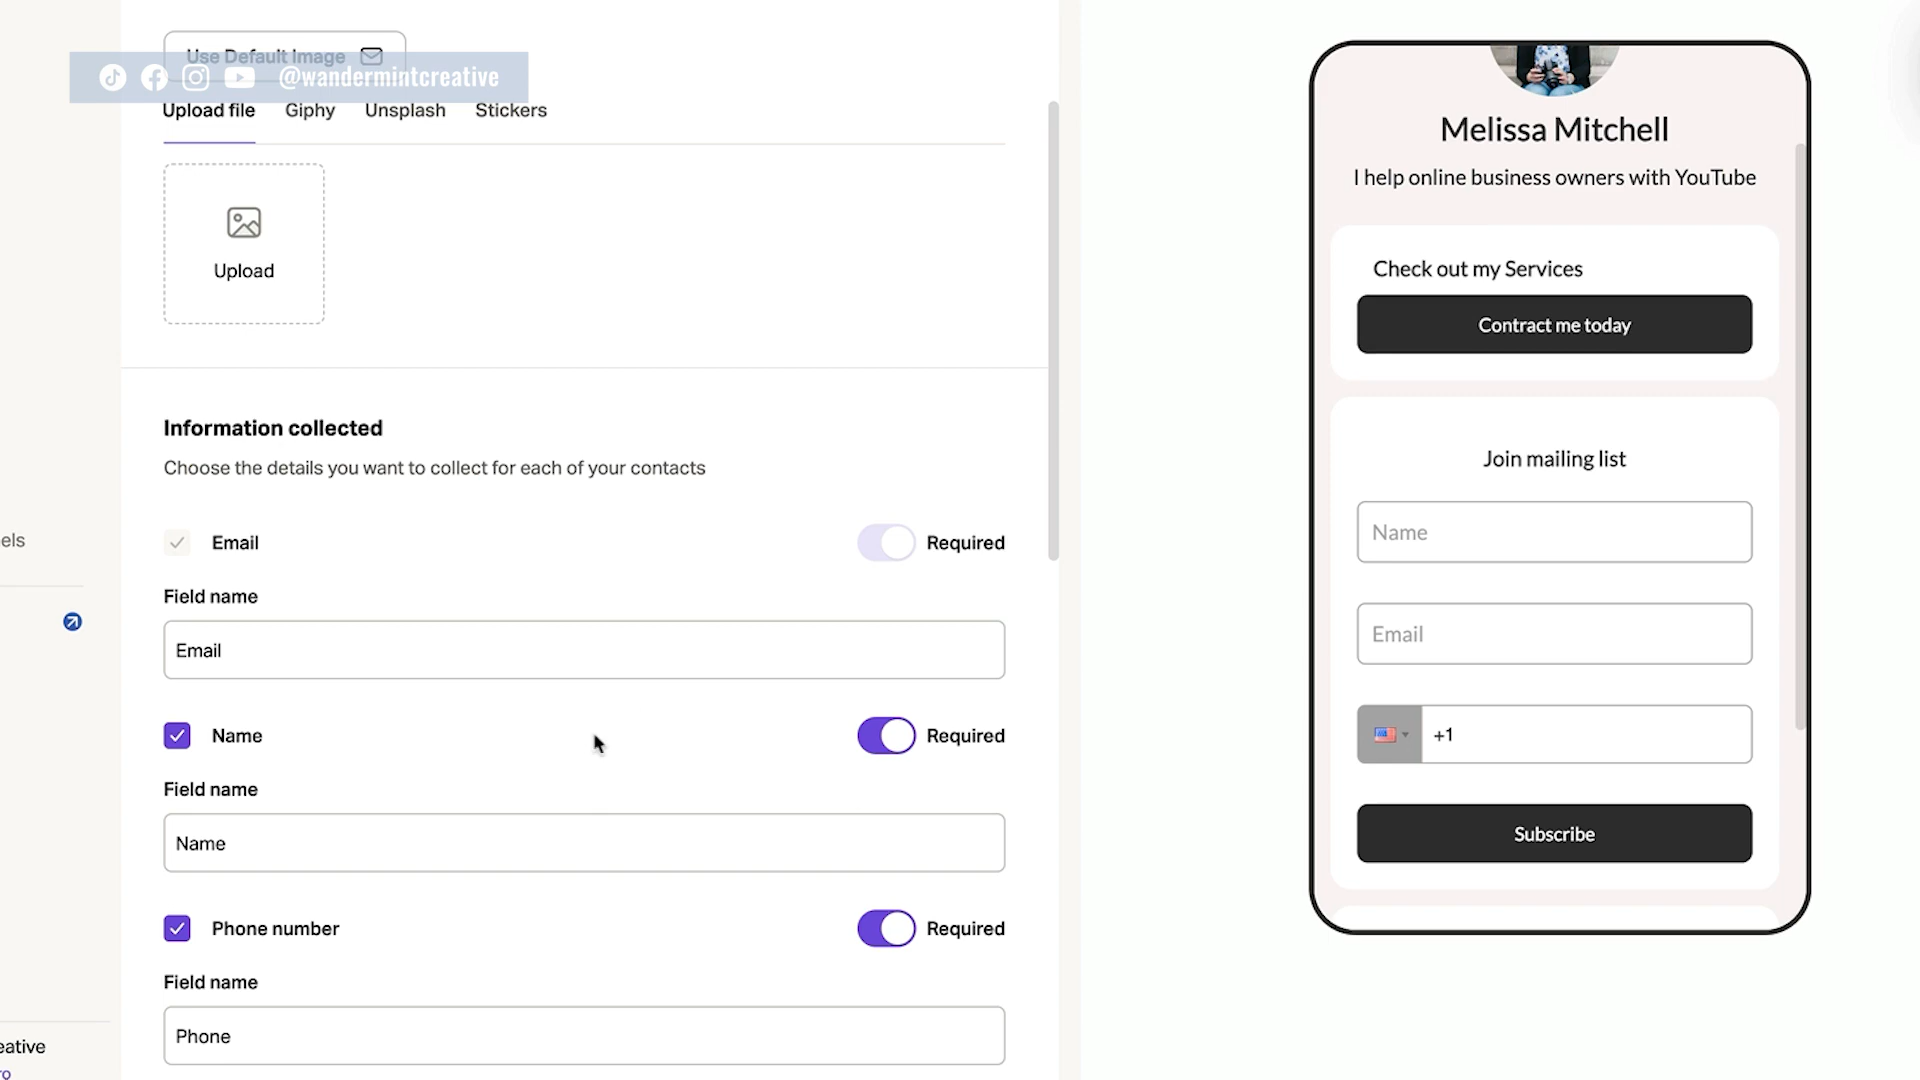 Use Default Image
@wandermintcreative
Upload file Giphy Unsplash Stickers
Upload
Information collected
Choose the details you want to collect for each of your contacts
Email Required
Field name
Email
Name Required
Field name
Name
Phone number Required
Field name
Phone
els
eative
ro
Melissa Mitchell
I help online business owners with YouTube
Check out my Services
Contract me today
Join mailing list
Name
Email
+1
Subscribe